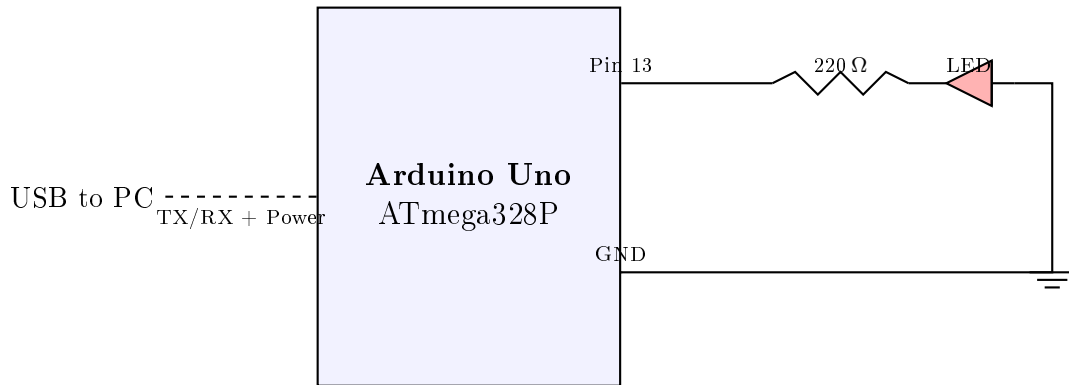 Pin 13
220 Ω
LED
Arduino Uno
ATmega328P
USB to PC
TX/RX + Power
GND